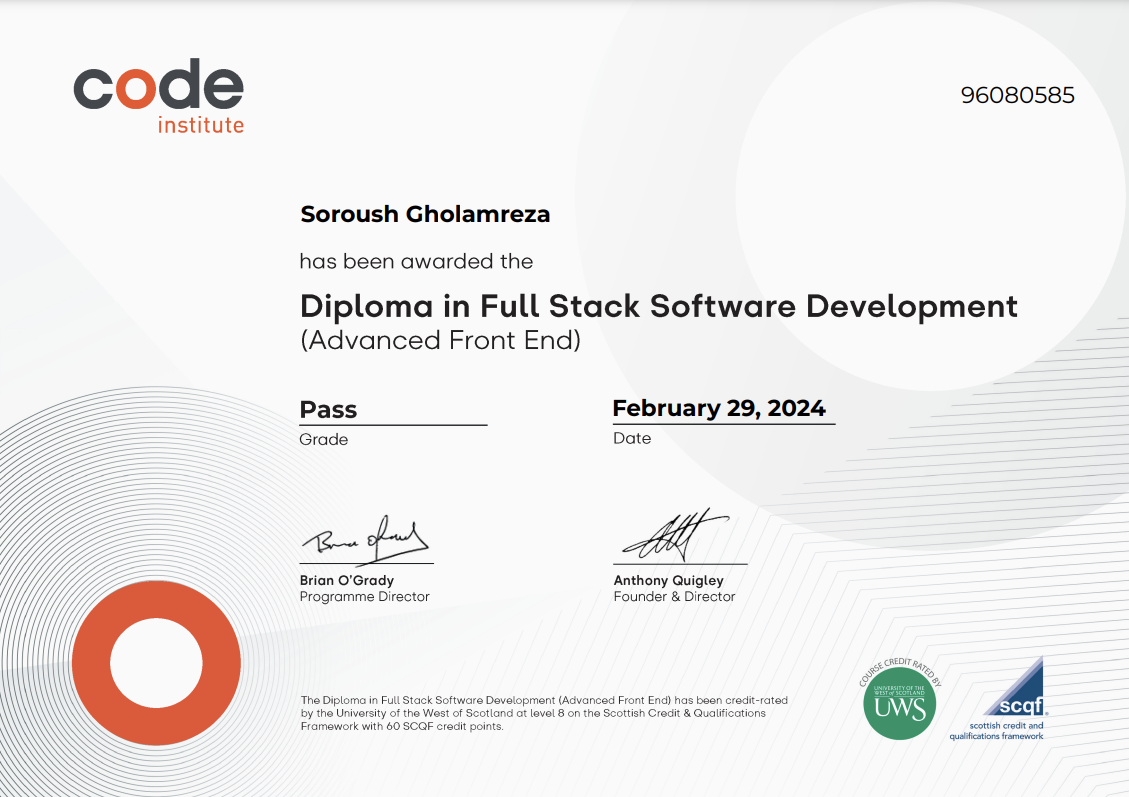 code
institute
96080585
Soroush Gholamreza
has been awarded the
Diploma in Full Stack Software Development
(Advanced Front End)
Pass
Grade
February 29, 2024
Date
Brian O'Grady
Programme Director
Anthony Quigley
Founder & Director
The Diploma in Full Stack Software Development (Advanced Front End) has been credit-rated
by the University of the West of Scotland at level 8 on the Scottish Credit & Qualifications
Framework with 60 SCQF credit points.
COURSE CREDIT RATED BY
UNIVERSITY OF THE
WEST of SCOTLAND
UWS
scqf
scottish credit and
qualifications framework